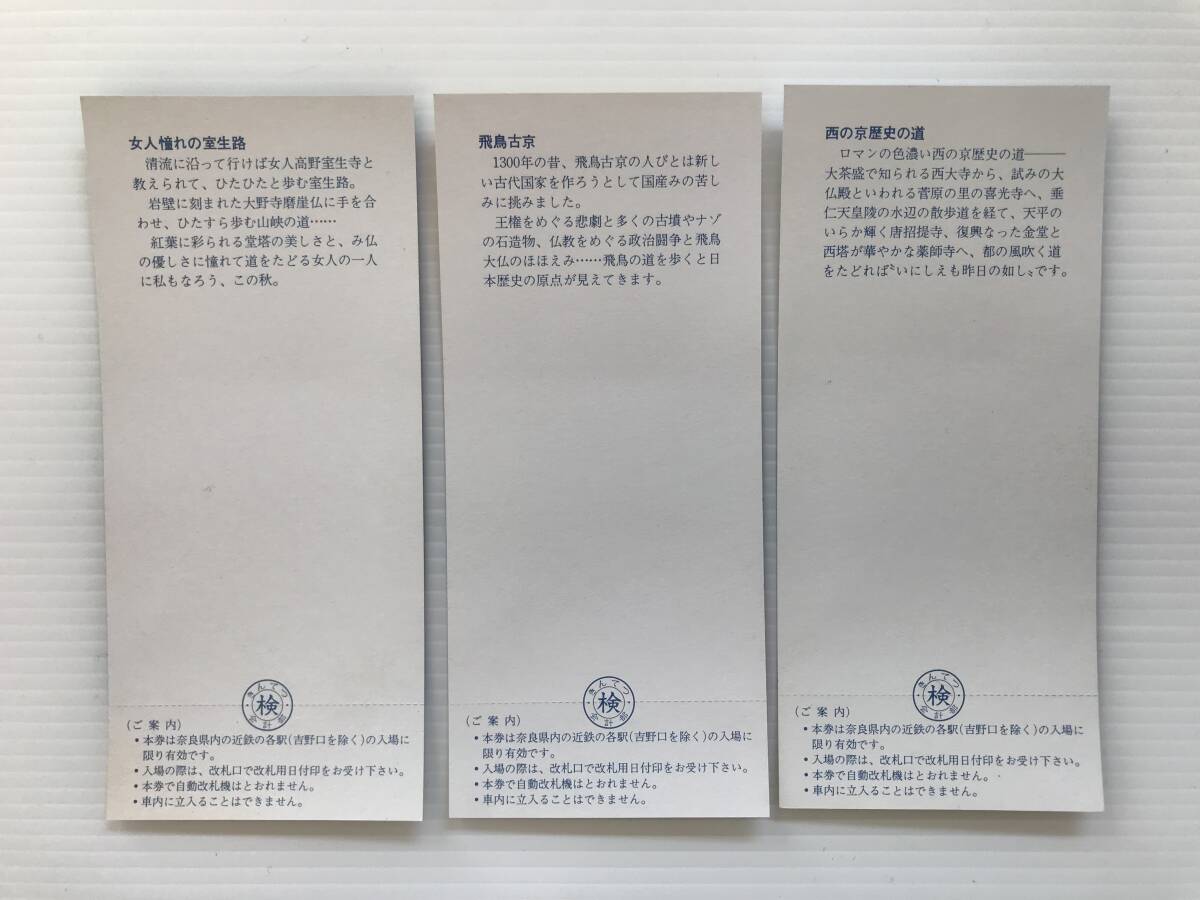 女人憧れの室生路
清流に沿って行けば女人高野室生寺と
教えられて、ひたひたと歩む室生路。
岩壁に刻まれた大野寺磨崖仏に手を合
わせ、ひたすら歩む山峡の道……
紅葉に彩られる堂塔の美しさと、み仏
の優しさに憧れて道をたどる女人の一人
に私もなろう、この秋。
きんてつ
検
会計部
(ご案内)
•本券は奈良県内の近鉄の各駅(吉野口を除く)の入場に
限り有効です。
•入場の際は、改札口で改札用日付印をお受け下さい。
•本券で自動改札機はとおれません。
•車内に立入ることはできません。
飛鳥古京
1300年の昔、飛鳥古京の人びとは新し
い古代国家を作ろうとして国産みの苦し
みに挑みました。
王権をめぐる悲劇と多くの古墳やナゾ
の石造物、仏教をめぐる政治闘争と飛鳥
大仏のほほえみ……飛鳥の道を歩くと日
本歴史の原点が見えてきます。
きんてつ
検
会計部
(ご案内)
•本券は奈良県内の近鉄の各駅(吉野口を除く)の入場に
限り有効です。
•入場の際は、改札口で改札用日付印をお受け下さい。
•本券で自動改札機はとおれません。
•車内に立入ることはできません。
西の京歴史の道
ロマンの色濃い西の京歴史の道――
大茶盛で知られる西大寺から、試みの大
仏殿といわれる菅原の里の喜光寺へ、垂
仁天皇陵の水辺の散歩道を経て、天平の
いらか輝く唐招提寺、復興なった金堂と
西塔が華やかな薬師寺へ、都の風吹く道
をたどれば〝いにしえも昨日の如し〟です。
きんてつ
検
会計部
(ご案内)
•本券は奈良県内の近鉄の各駅(吉野口を除く)の入場に
限り有効です。
•入場の際は、改札口で改札用日付印をお受け下さい。
•本券で自動改札機はとおれません。
•車内に立入ることはできません。